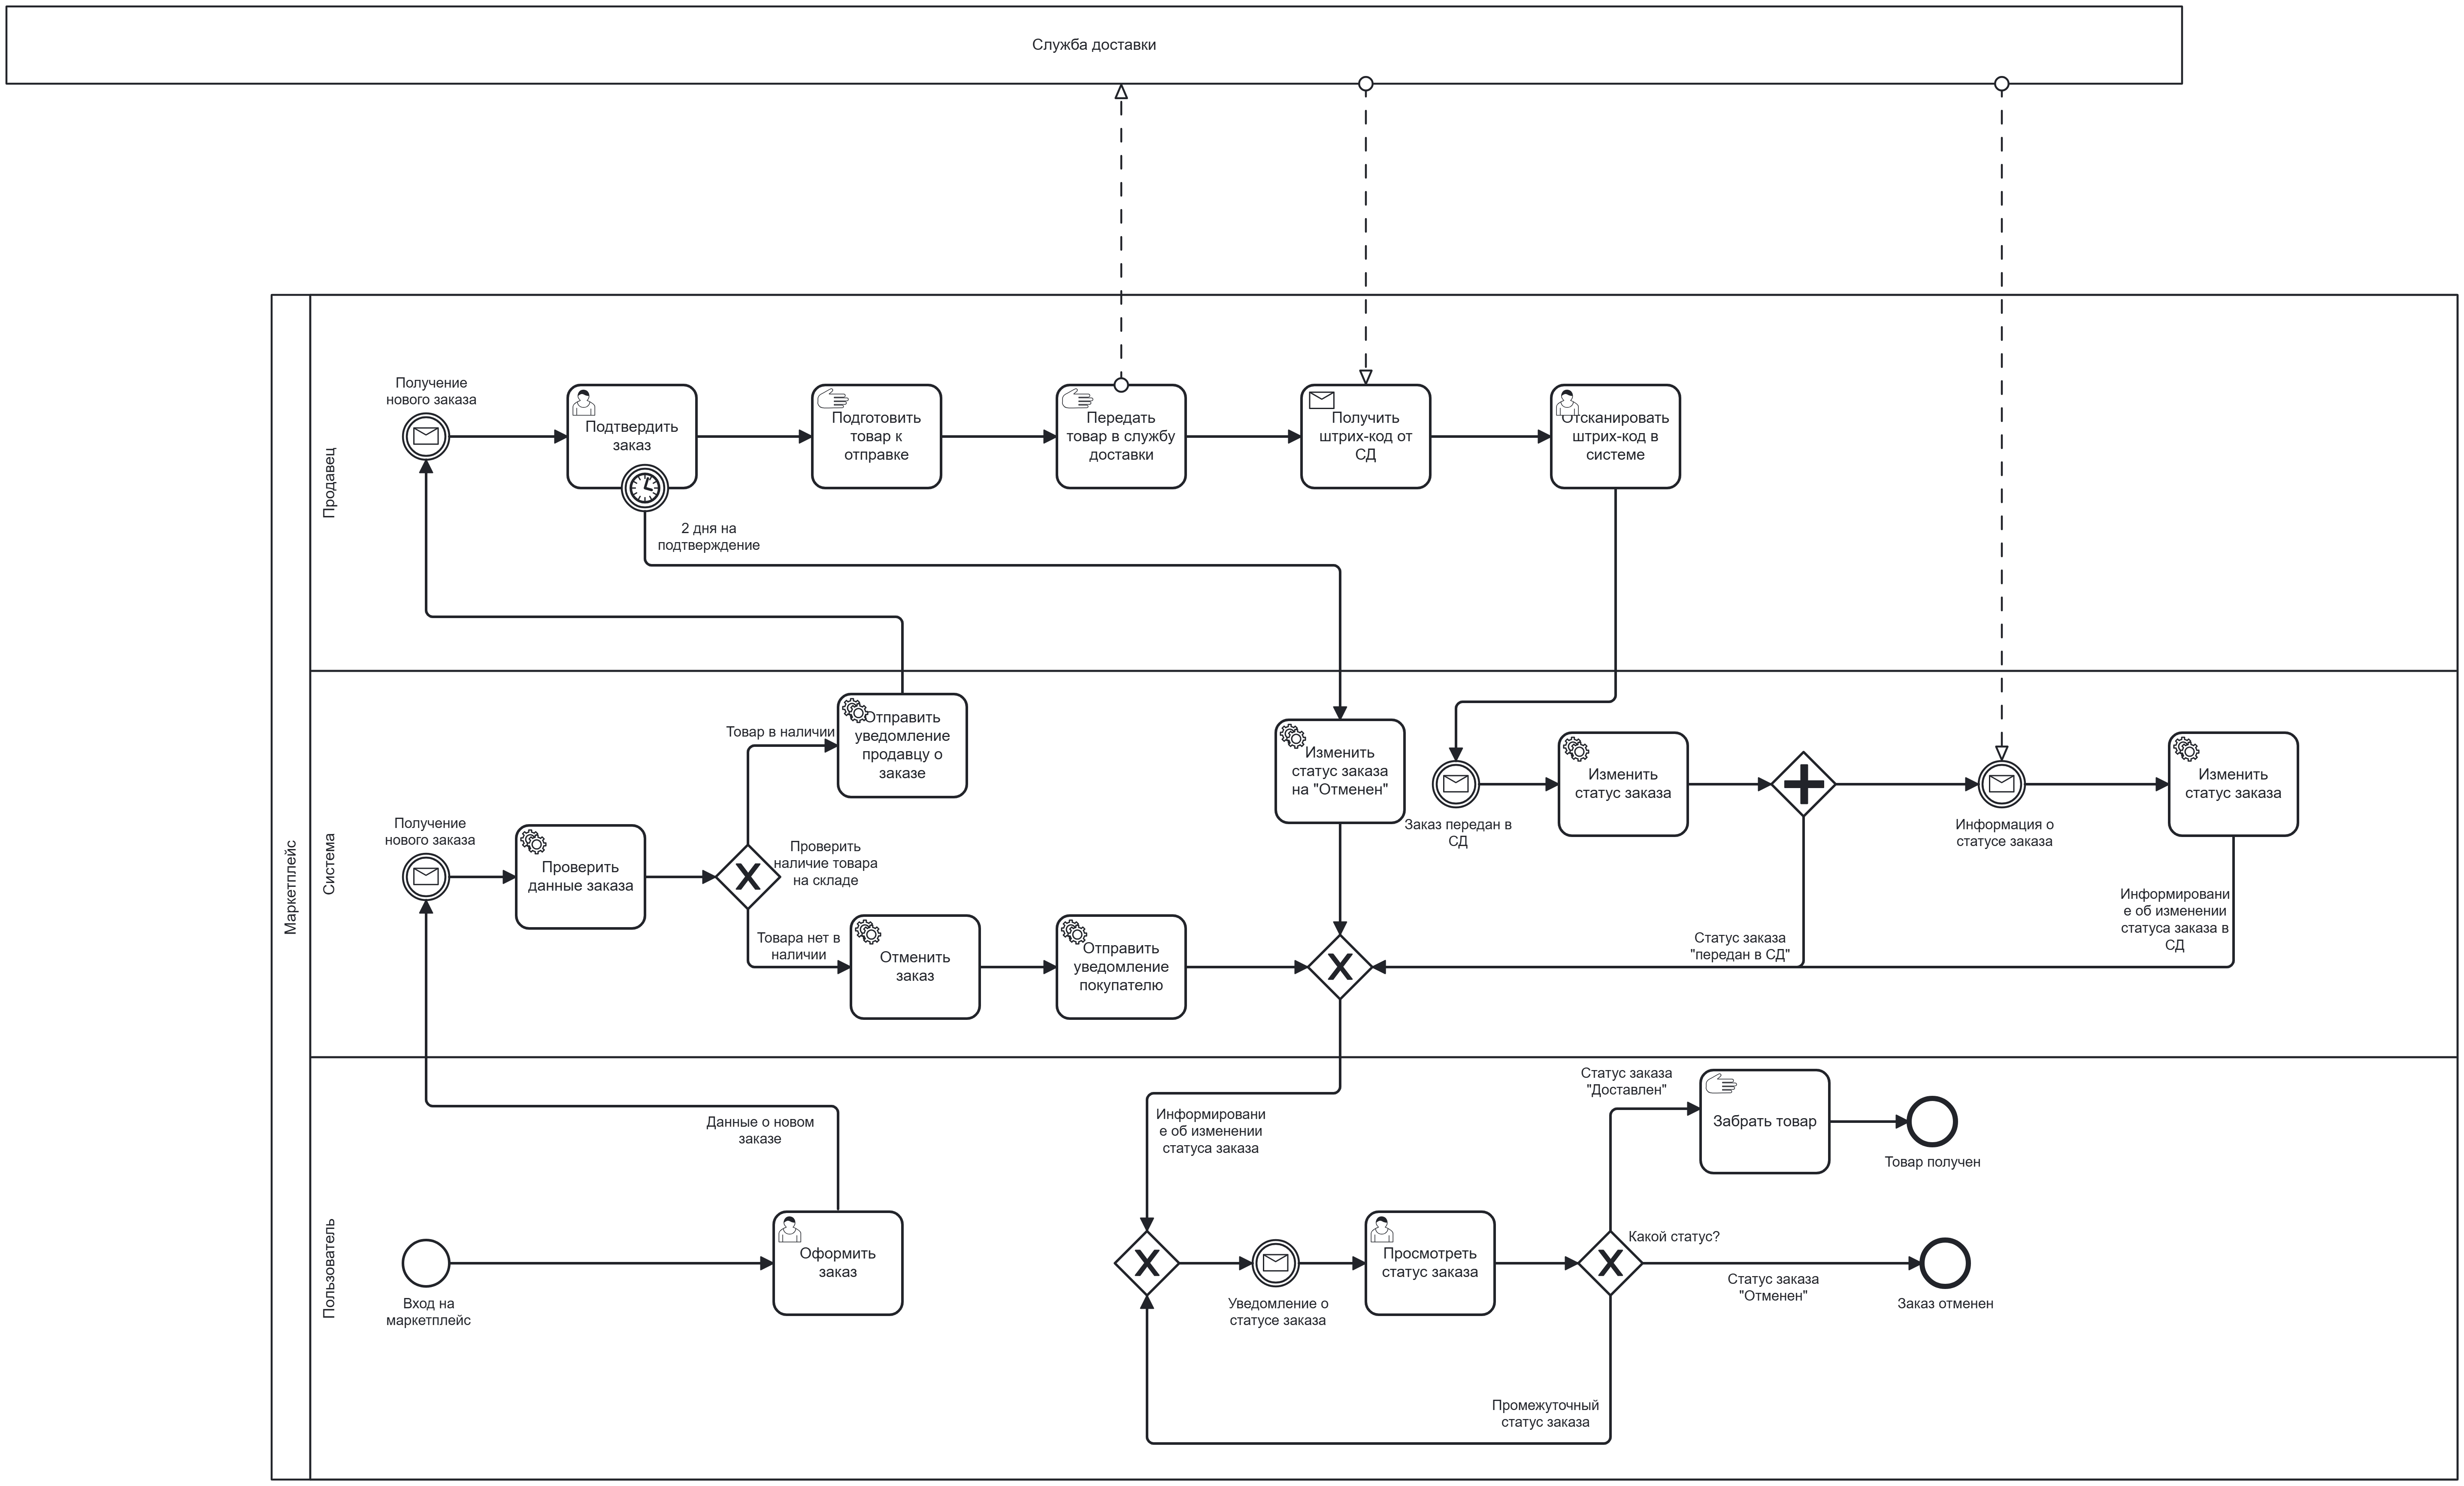 Служба доставки
Маркетплейс
Продавец
Получение
нового заказа
Подтвердить
заказ
2 дня на
подтверждение
Подготовить
товар к
отправке
Передать
товар в службу
доставки
Получить
штрих-код от
СД
Отсканировать
штрих-код в
системе
Система
Получение
нового заказа
Проверить
данные заказа
Проверить
наличие товара
на складе
Товар в наличии
Отправить
уведомление
продавцу о
заказе
Товара нет в
наличии
Отменить
заказ
Отправить
уведомление
покупателю
Изменить
статус заказа
на "Отменен"
Заказ передан в
СД
Изменить
статус заказа
Статус заказа
"передан в СД"
Информация о
статусе заказа
Изменить
статус заказа
Информировани
е об изменении
статуса заказа в
СД
Пользователь
Вход на
маркетплейс
Оформить
заказ
Данные о новом
заказе
Информировани
е об изменении
статуса заказа
Уведомление о
статусе заказа
Просмотреть
статус заказа
Какой статус?
Статус заказа
"Доставлен"
Забрать товар
Товар получен
Статус заказа
"Отменен"
Заказ отменен
Промежуточный
статус заказа